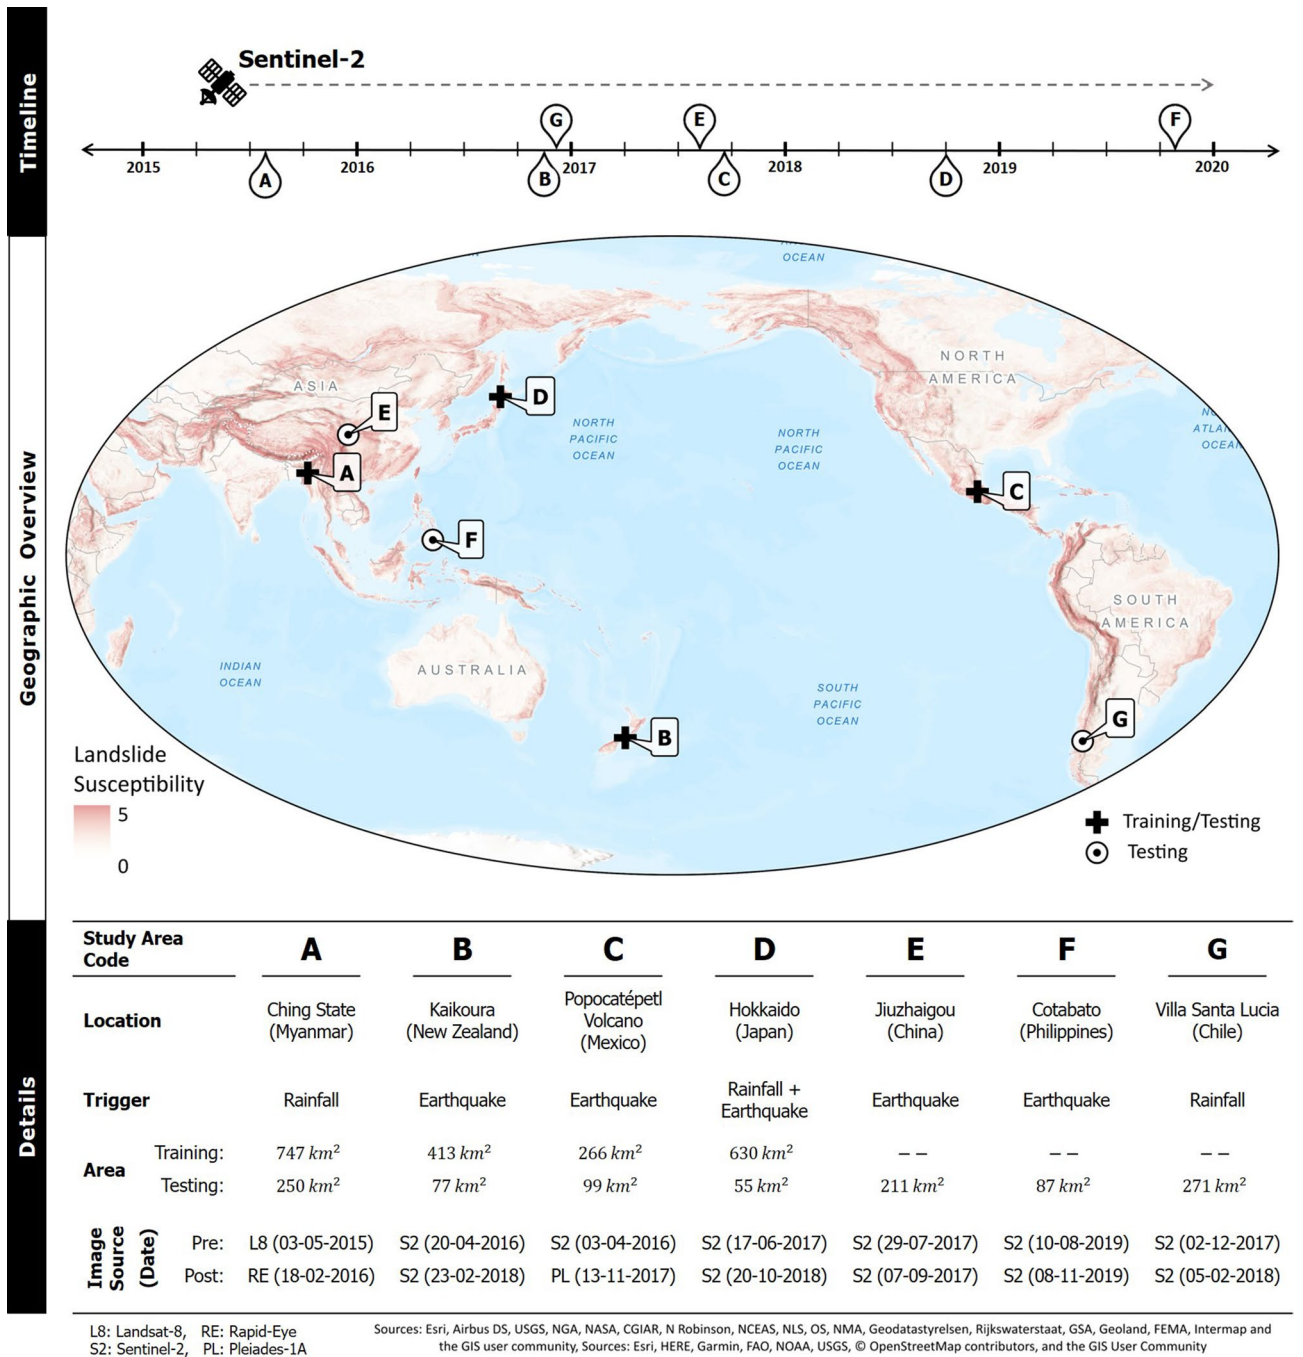 Timeline
Sentinel-2
G
E
F
2015
2016
2017
2018
2019
2020
A
B
C
D
Geographic Overview
OCEAN
ASIA
NORTH
AMERICA
E
D
NORTH
PACIFIC
OCEAN
NORTH
PACIFIC
OCEAN
OCEAN
A
C
F
SOUTH
AMERICA
INDIAN
OCEAN
AUSTRALIA
SOUTH
PACIFIC
OCEAN
B
G
Landslide
Susceptibility
5
0
Training/Testing
Testing
Details
Study Area
Code
A B C D E F G
Location
Ching State
(Myanmar)
Kaikoura
(New Zealand)
Popocatépetl
Volcano
(Mexico)
Hokkaido
(Japan)
Jiuzhaigou
(China)
Cotabato
(Philippines)
Villa Santa Lucia
(Chile)
Trigger
Rainfall
Earthquake
Earthquake
Rainfall +
Earthquake
Earthquake
Earthquake
Rainfall
Area
Training: 747 km² 413 km² 266 km² 630 km² – – – – – –
Testing: 250 km² 77 km² 99 km² 55 km² 211 km² 87 km² 271 km²
Image
Source
(Date)
Pre: L8 (03-05-2015) S2 (20-04-2016) S2 (03-04-2016) S2 (17-06-2017) S2 (29-07-2017) S2 (10-08-2019) S2 (02-12-2017)
Post: RE (18-02-2016) S2 (23-02-2018) PL (13-11-2017) S2 (20-10-2018) S2 (07-09-2017) S2 (08-11-2019) S2 (05-02-2018)
L8: Landsat-8, RE: Rapid-Eye
S2: Sentinel-2, PL: Pleiades-1A
Sources: Esri, Airbus DS, USGS, NGA, NASA, CGIAR, N Robinson, NCEAS, NLS, OS, NMA, Geodatastyrelsen, Rijkswaterstaat, GSA, Geoland, FEMA, Intermap and
the GIS user community, Sources: Esri, HERE, Garmin, FAO, NOAA, USGS, © OpenStreetMap contributors, and the GIS User Community